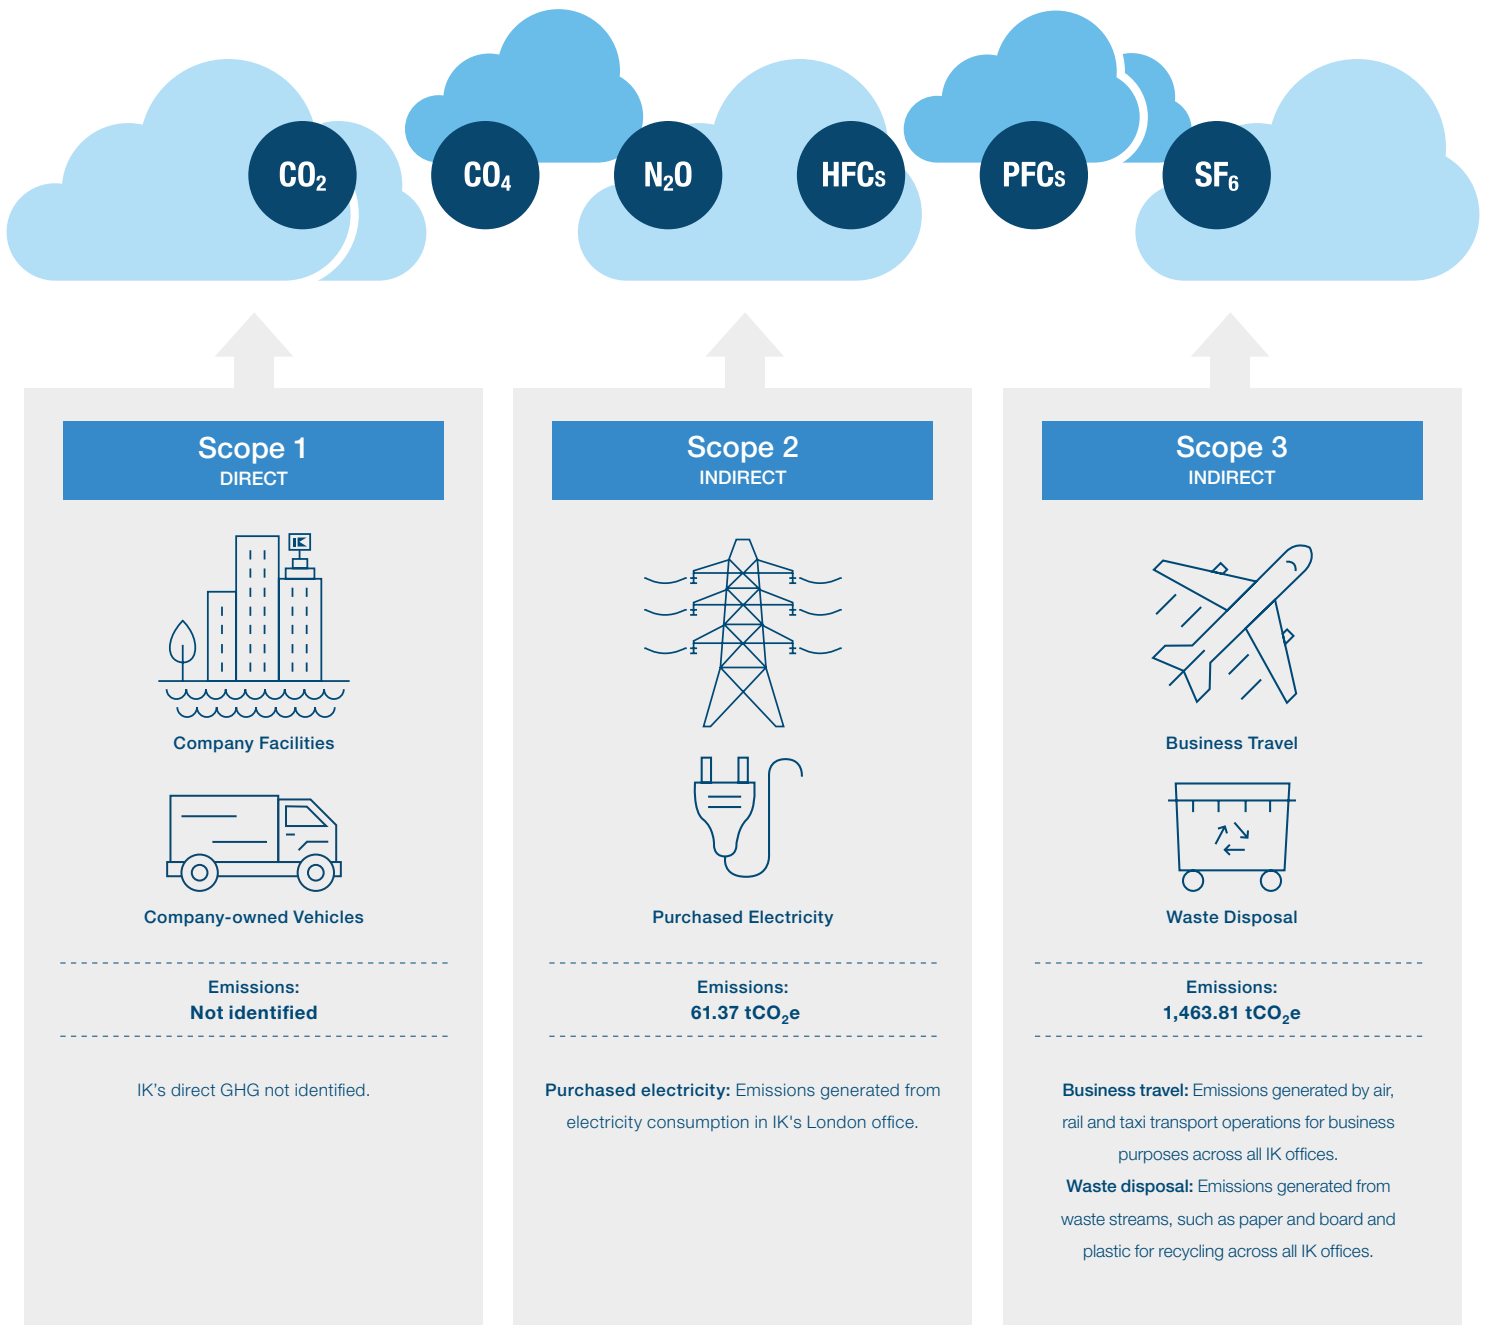 CO₂ CO₄ N₂O HFCs PFCs SF₆
Scope 1
DIRECT
IK
Company Facilities
Company-owned Vehicles
Emissions:
Not identified
IK's direct GHG not identified.
Scope 2
INDIRECT
Purchased Electricity
Emissions:
61.37 tCO₂e
Purchased electricity: Emissions generated from
electricity consumption in IK's London office.
Scope 3
INDIRECT
Business Travel
Waste Disposal
Emissions:
1,463.81 tCO₂e
Business travel: Emissions generated by air,
rail and taxi transport operations for business
purposes across all IK offices.
Waste disposal: Emissions generated from
waste streams, such as paper and board and
plastic for recycling across all IK offices.